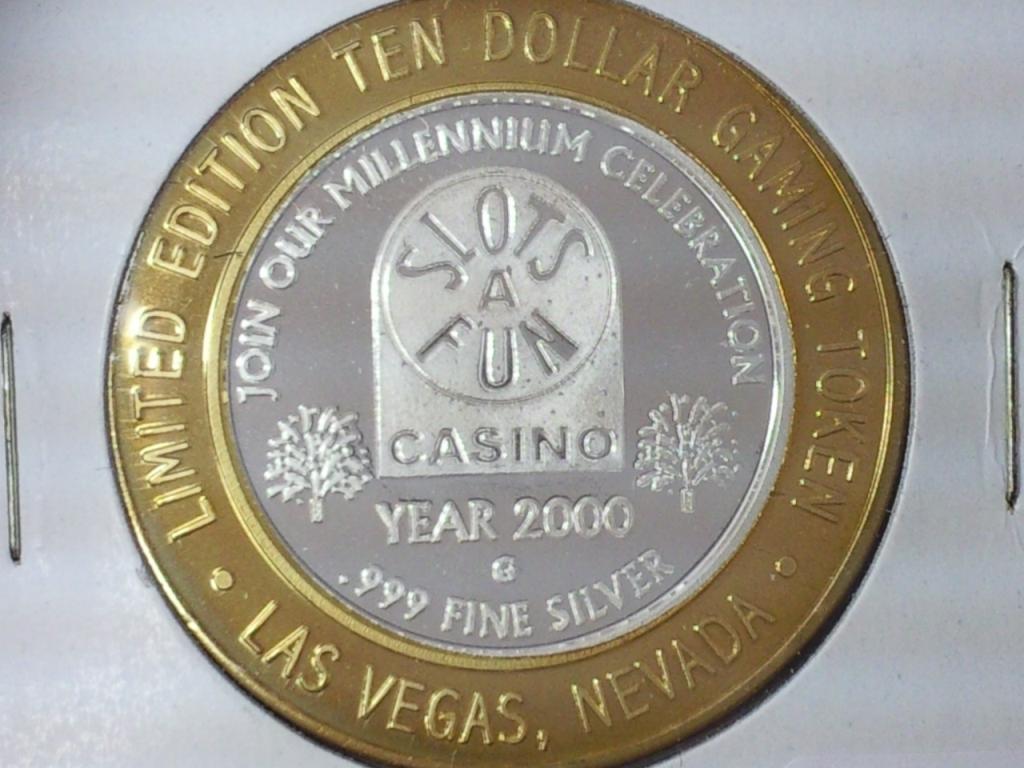 LIMITED EDITION TEN DOLLAR GAMING TOKEN
JOIN OUR MILLENNIUM CELEBRATION
SLOTS
A
FUN
CASINO
YEAR 2000
G
.999 FINE SILVER
• LAS VEGAS, NEVADA •